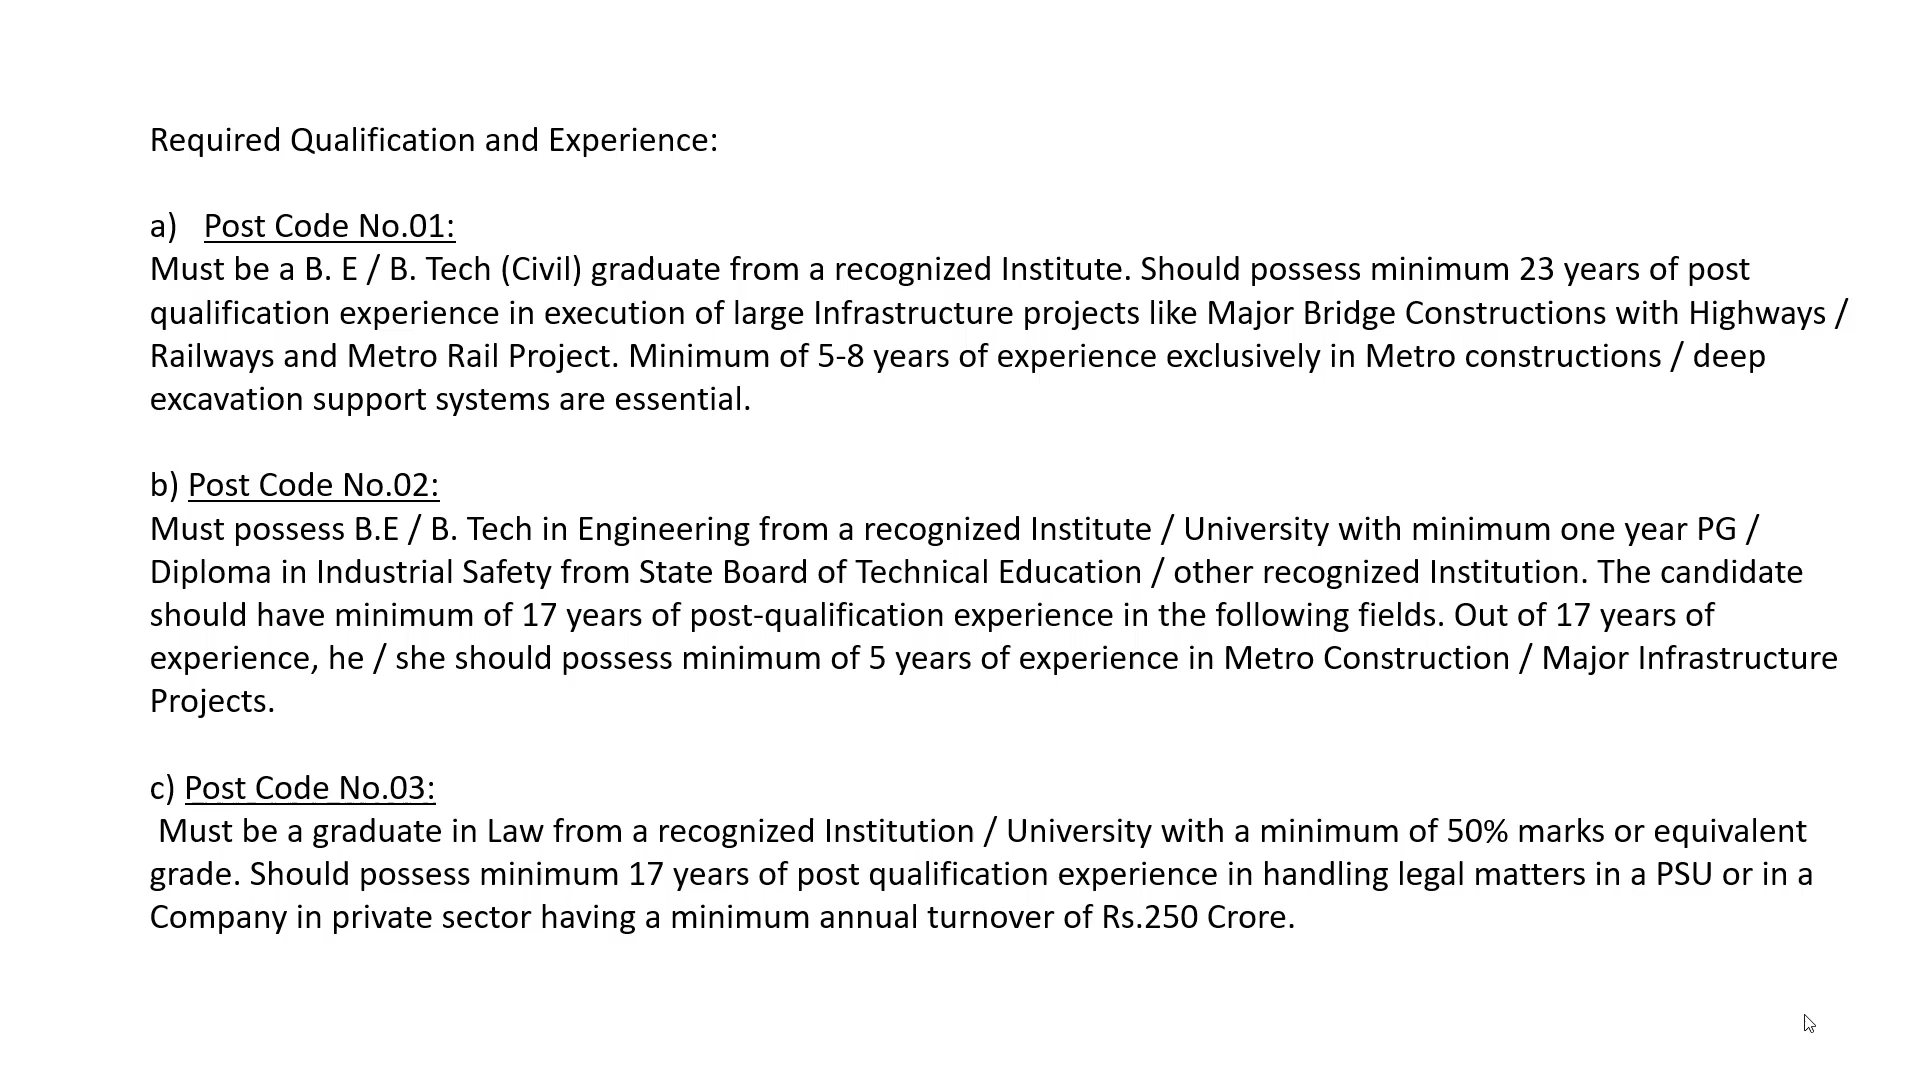 Required Qualification and Experience:
a) Post Code No.01:
Must be a B. E / B. Tech (Civil) graduate from a recognized Institute. Should possess minimum 23 years of post
qualification experience in execution of large Infrastructure projects like Major Bridge Constructions with Highways /
Railways and Metro Rail Project. Minimum of 5-8 years of experience exclusively in Metro constructions / deep
excavation support systems are essential.
b) Post Code No.02:
Must possess B.E / B. Tech in Engineering from a recognized Institute / University with minimum one year PG /
Diploma in Industrial Safety from State Board of Technical Education / other recognized Institution. The candidate
should have minimum of 17 years of post-qualification experience in the following fields. Out of 17 years of
experience, he / she should possess minimum of 5 years of experience in Metro Construction / Major Infrastructure
Projects.
c) Post Code No.03:
Must be a graduate in Law from a recognized Institution / University with a minimum of 50% marks or equivalent
grade. Should possess minimum 17 years of post qualification experience in handling legal matters in a PSU or in a
Company in private sector having a minimum annual turnover of Rs.250 Crore.